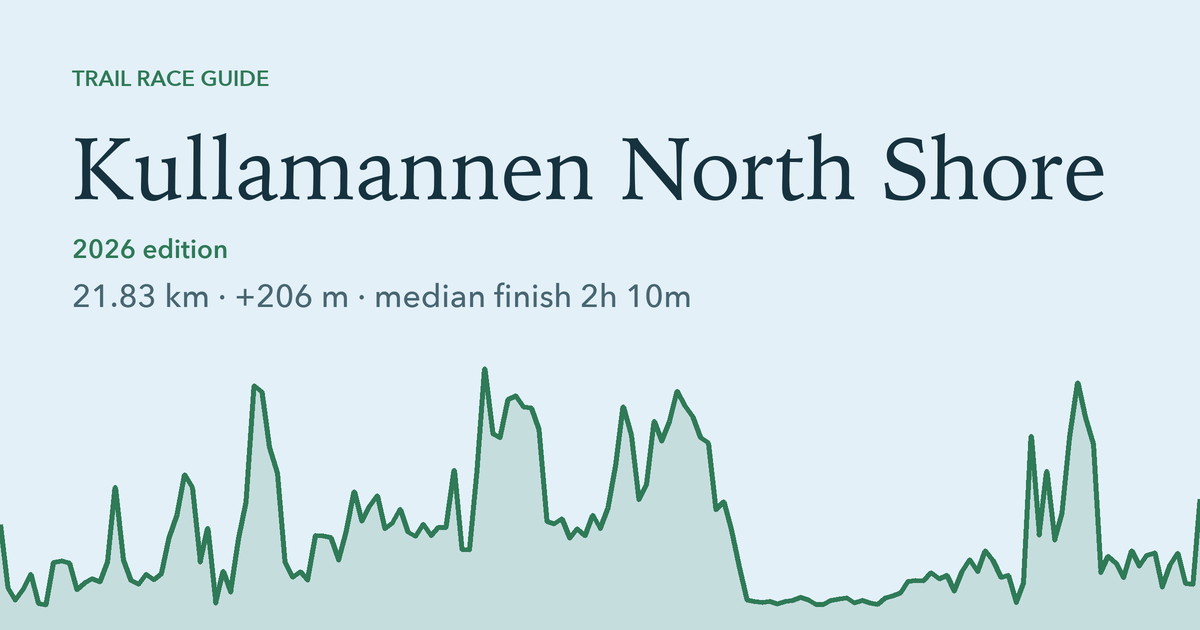 TRAIL RACE GUIDE
Kullamannen North Shore
2026 edition
21.83 km · +206 m · median finish 2h 10m